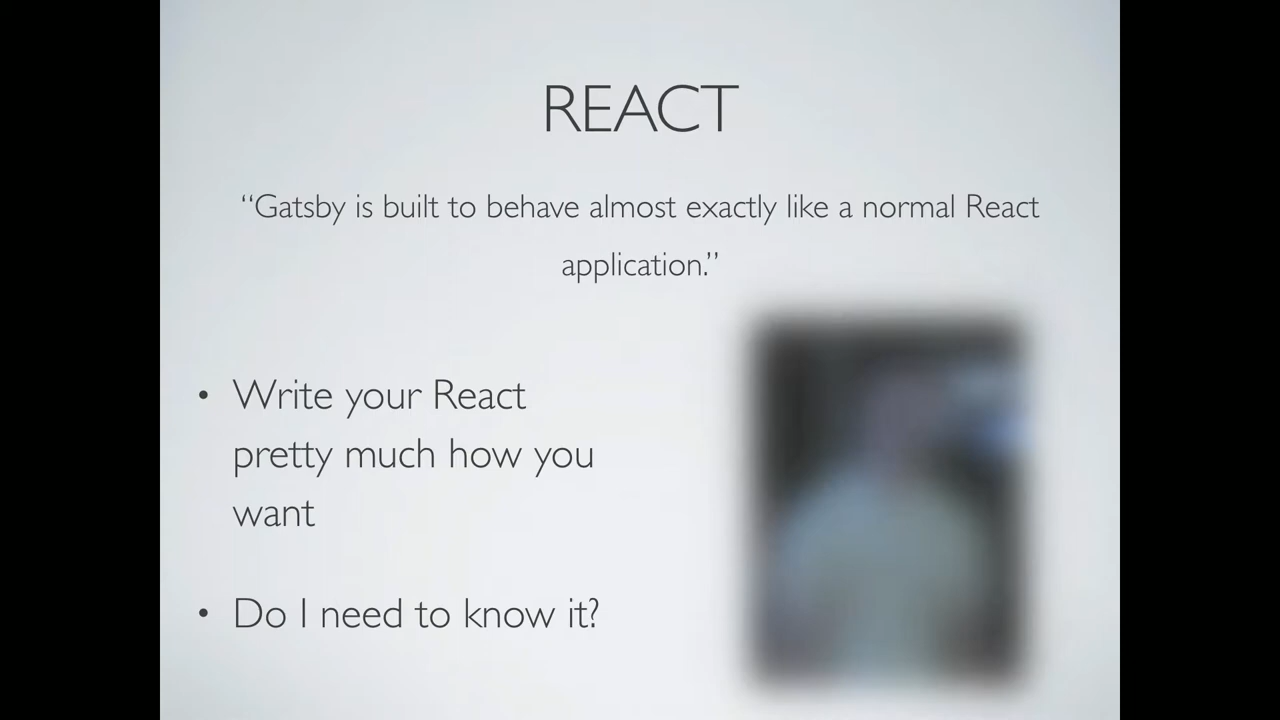 REACT
“Gatsby is built to behave almost exactly like a normal React
application.”
• Write your React
pretty much how you
want
• Do I need to know it?